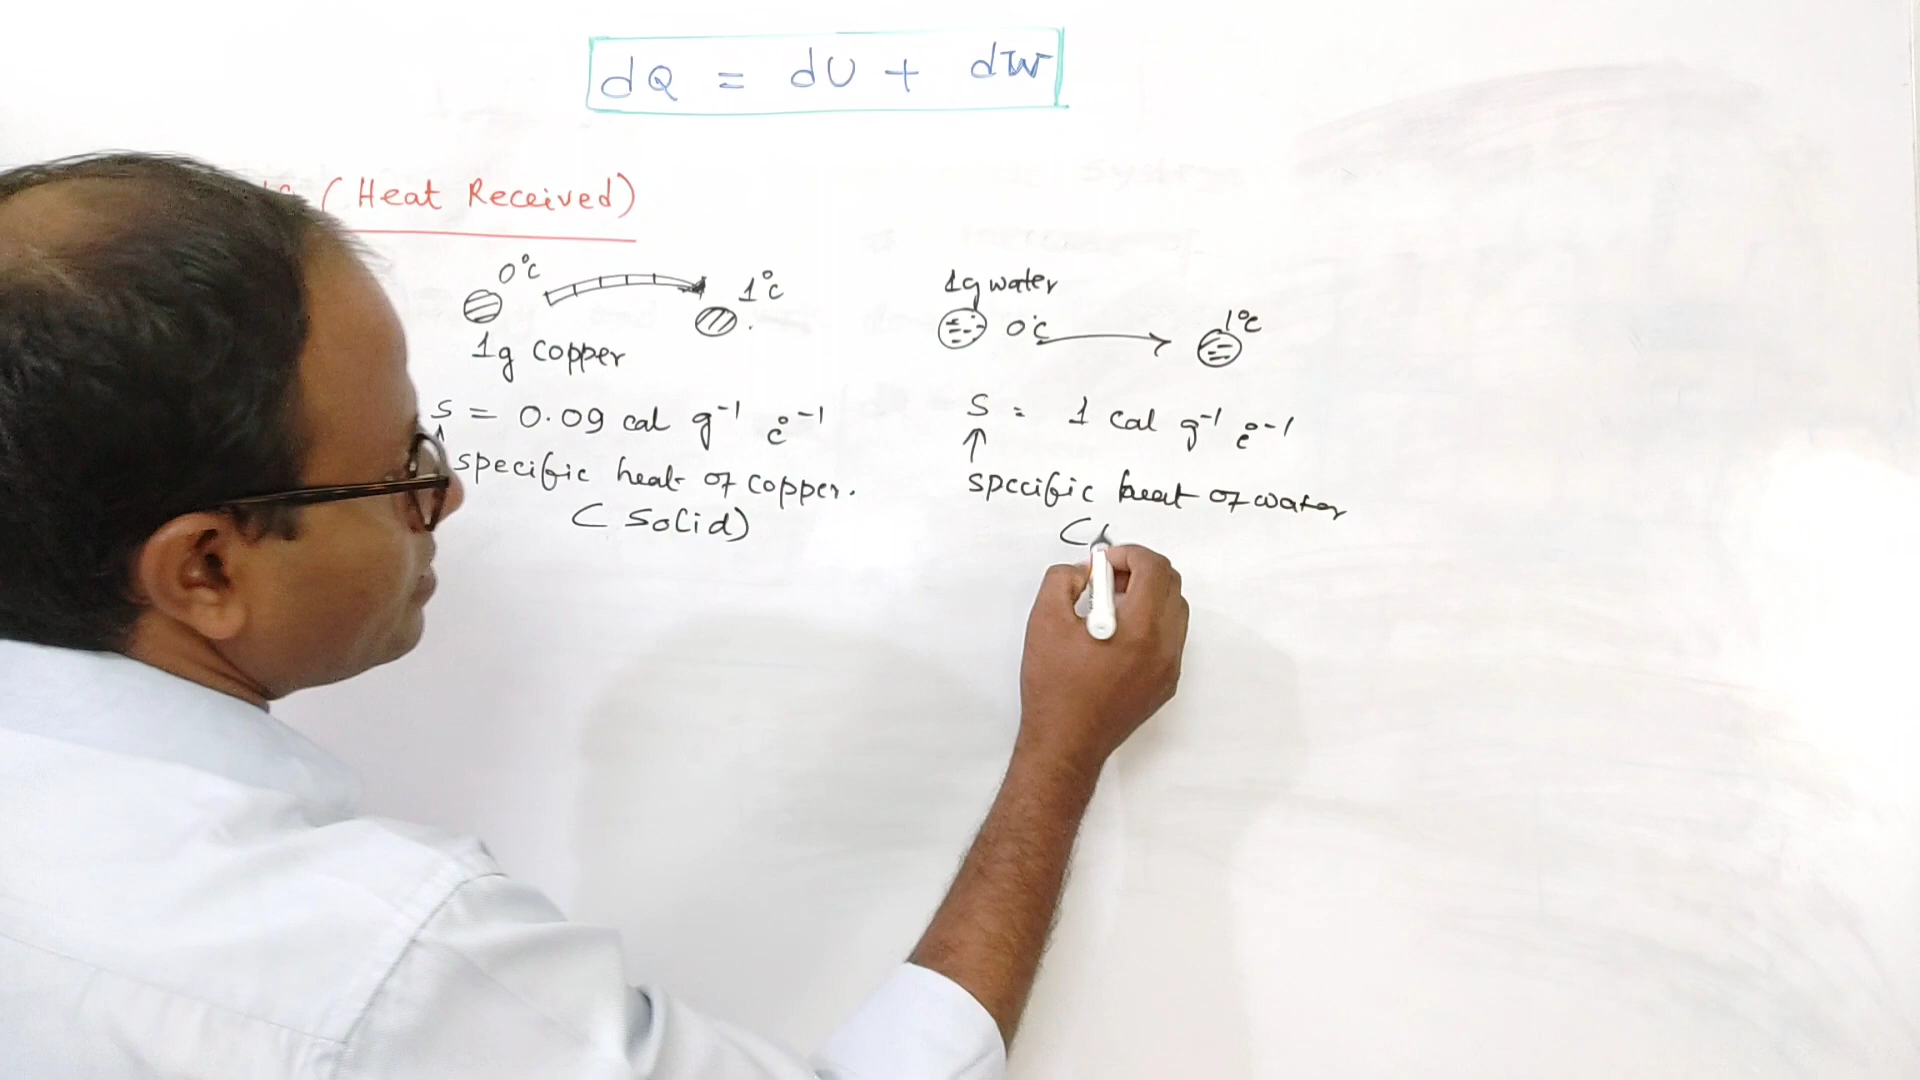 dQ = dU + dW
(Heat Received)
0°c
1°c
1g copper
S = 0.09 cal g⁻¹ °c⁻¹
specific heat of copper.
(Solid)
1g water
0°c
1°c
S = 1 Cal g⁻¹ °c⁻¹
specific heat of water
(